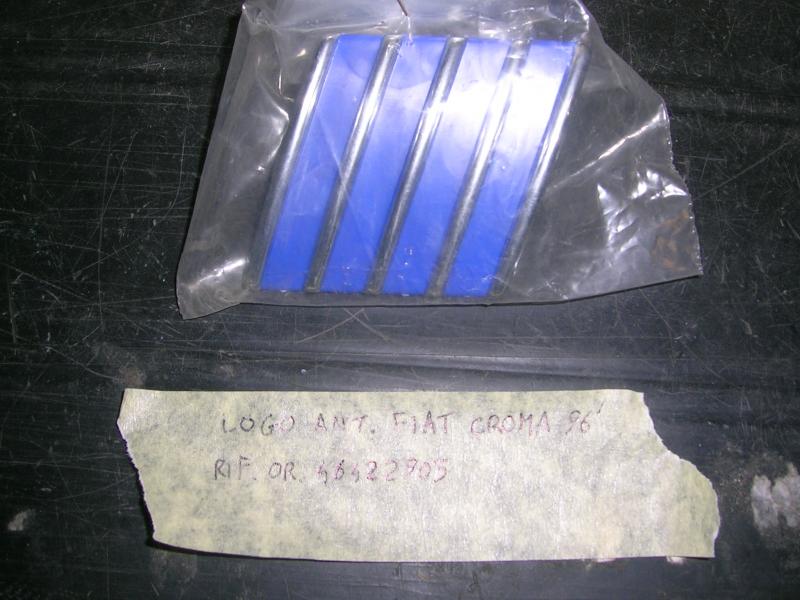 LOGO ANT. FIAT CROMA 96'
RIF. OR. 46422905